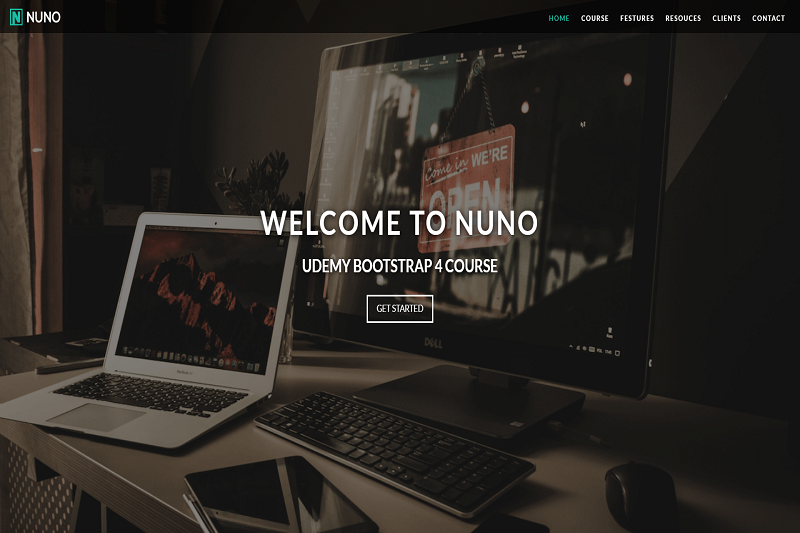 NUNO
HOME COURSE FESTURES RESOUCES CLIENTS CONTACT
come in WE'RE
OPEN
WELCOME TO NUNO
UDEMY BOOTSTRAP 4 COURSE
GET STARTED
DELL